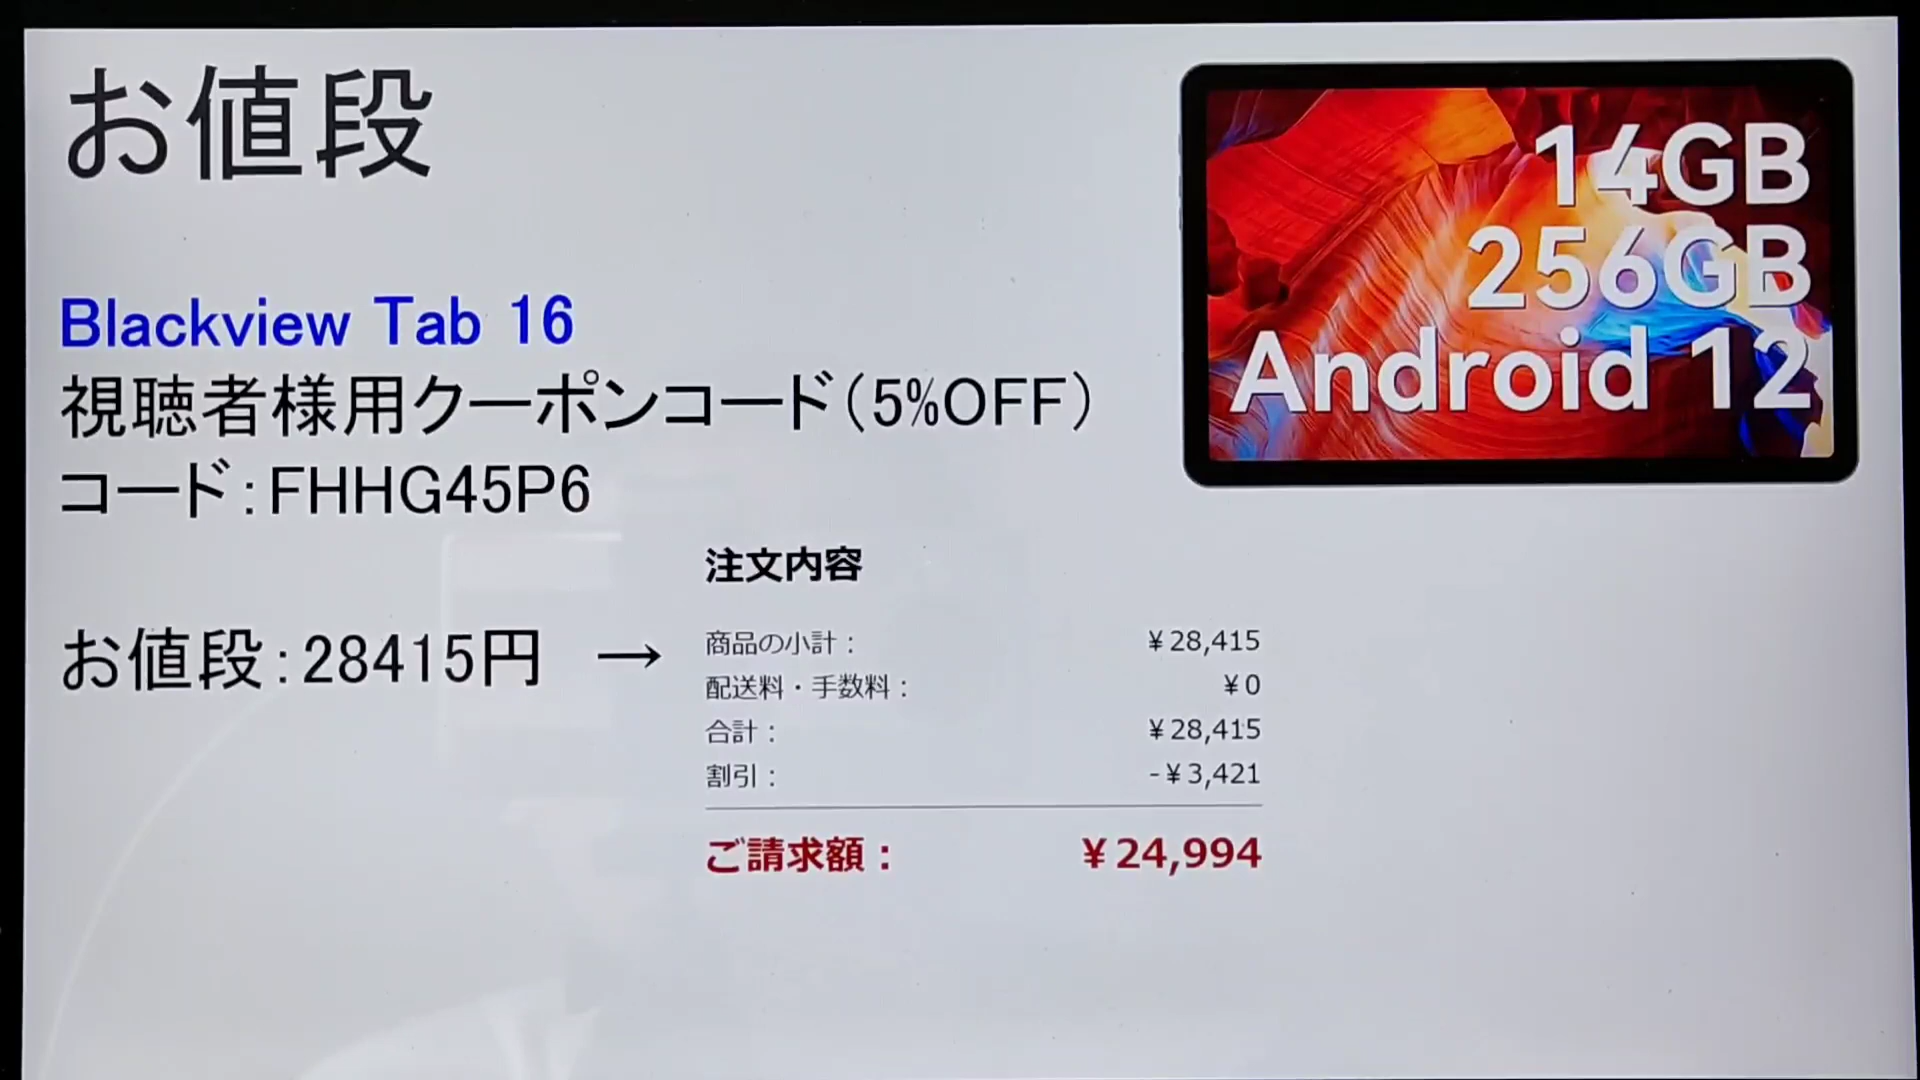 お値段
14GB
256GB
Android 12
Blackview Tab 16
視聴者様用クーポンコード（5%OFF）
コード：FHHG45P6
お値段：28415円 →
注文内容
商品の小計： ￥28,415
配送料・手数料： ￥0
合計： ￥28,415
割引： -￥3,421
ご請求額： ￥24,994